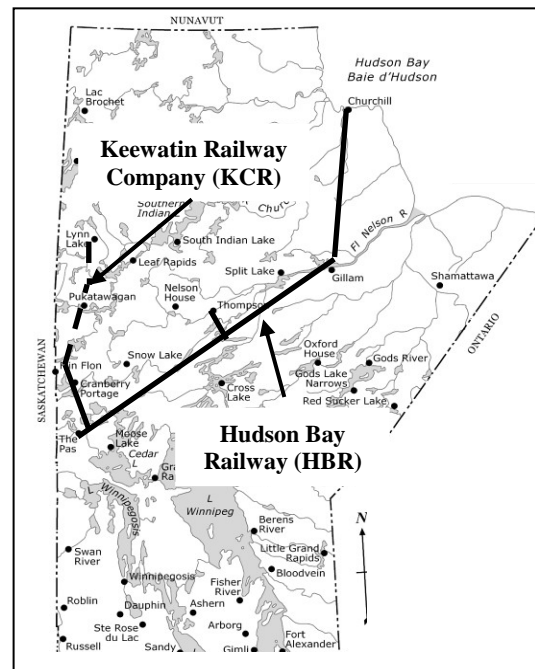 NUNAVUT
Hudson Bay
Baie d'Hudson
Lac
Brochet
Churchill
Keewatin Railway
Company (KCR)
Southern
Indian
Chur
Lynn
Lake
South Indian Lake
Leaf Rapids
Fl Nelson R
Split Lake
Gillam
Shamattawa
Pukatawagan
Nelson
House
Thompson
ONTARIO
SASKATCHEWAN
Oxford
House
Gods River
Snow Lake
Gods Lake
Narrows
Flin Flon
Cranberry
Portage
Cross
Lake
Red Sucker Lake
The
Pas
Moose
Lake
Cedar
L
Gra
Ra
Hudson Bay
Railway (HBR)
L Winnipegosis
L
Winnipeg
Berens
River
N
Swan
River
Little Grand
Rapids
Bloodvein
Winnipegosis
Fisher
River
Roblin
Dauphin
Ashern
Ste Rose
du Lac
Arborg
Fort
Alexander
Russell
Sandy
Gimli